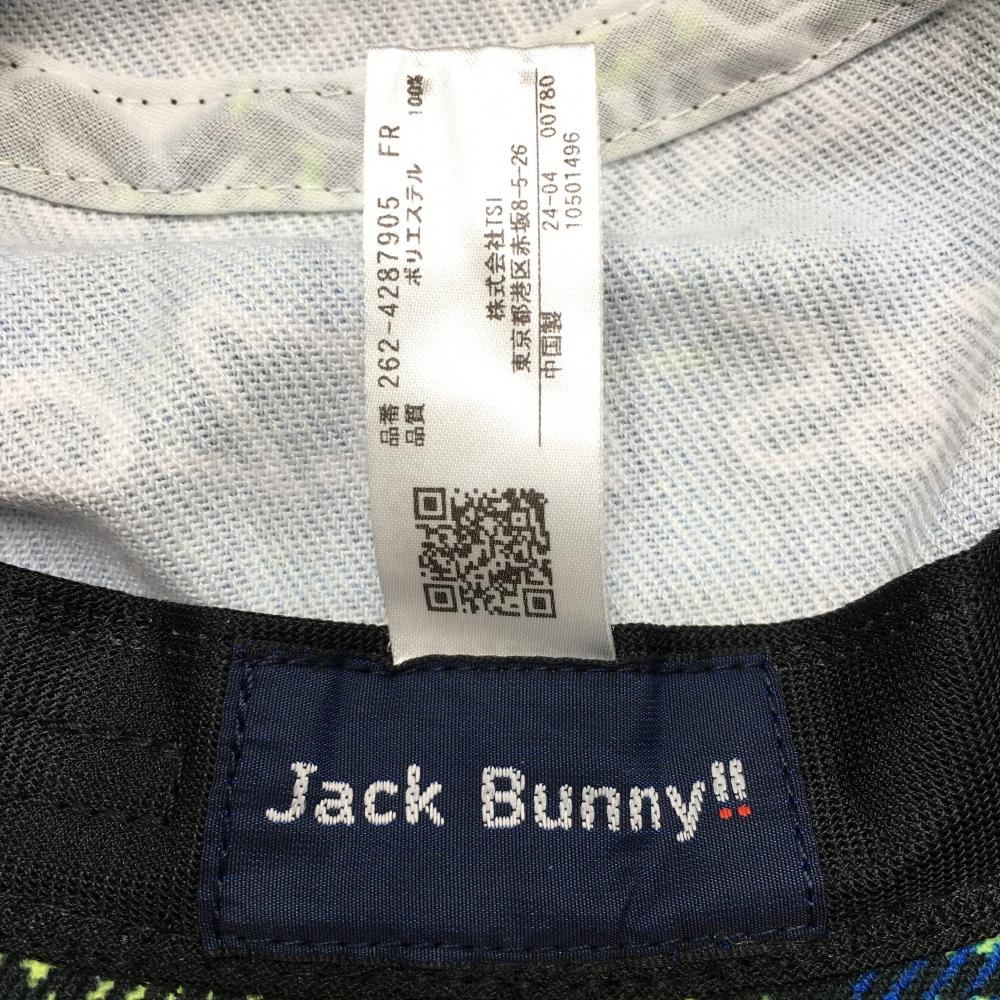 品番 262-4287905 FR
品質 ポリエステル 100%
株式会社TSI
東京都港区赤坂8-5-26
中国製 24-04 00780
10501496
Jack Bunny!!